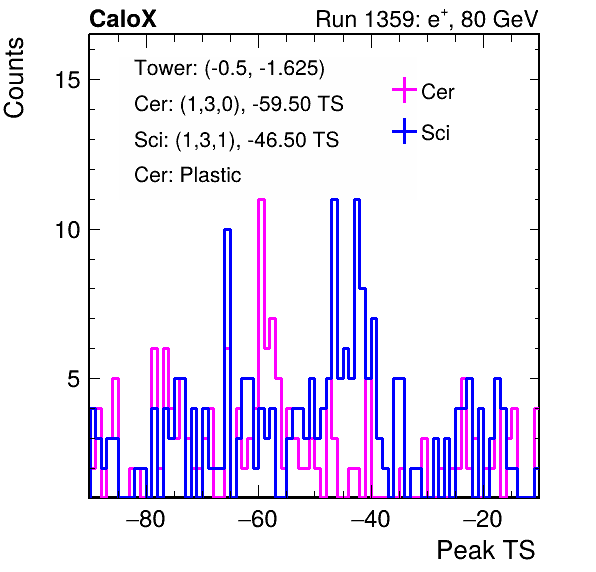 CaloX Run 1359: e⁺, 80 GeV
Counts
Tower: (-0.5, -1.625)
Cer: (1,3,0), -59.50 TS
Sci: (1,3,1), -46.50 TS
Cer: Plastic
Cer
Sci
15
10
5
−80 −60 −40 −20
Peak TS